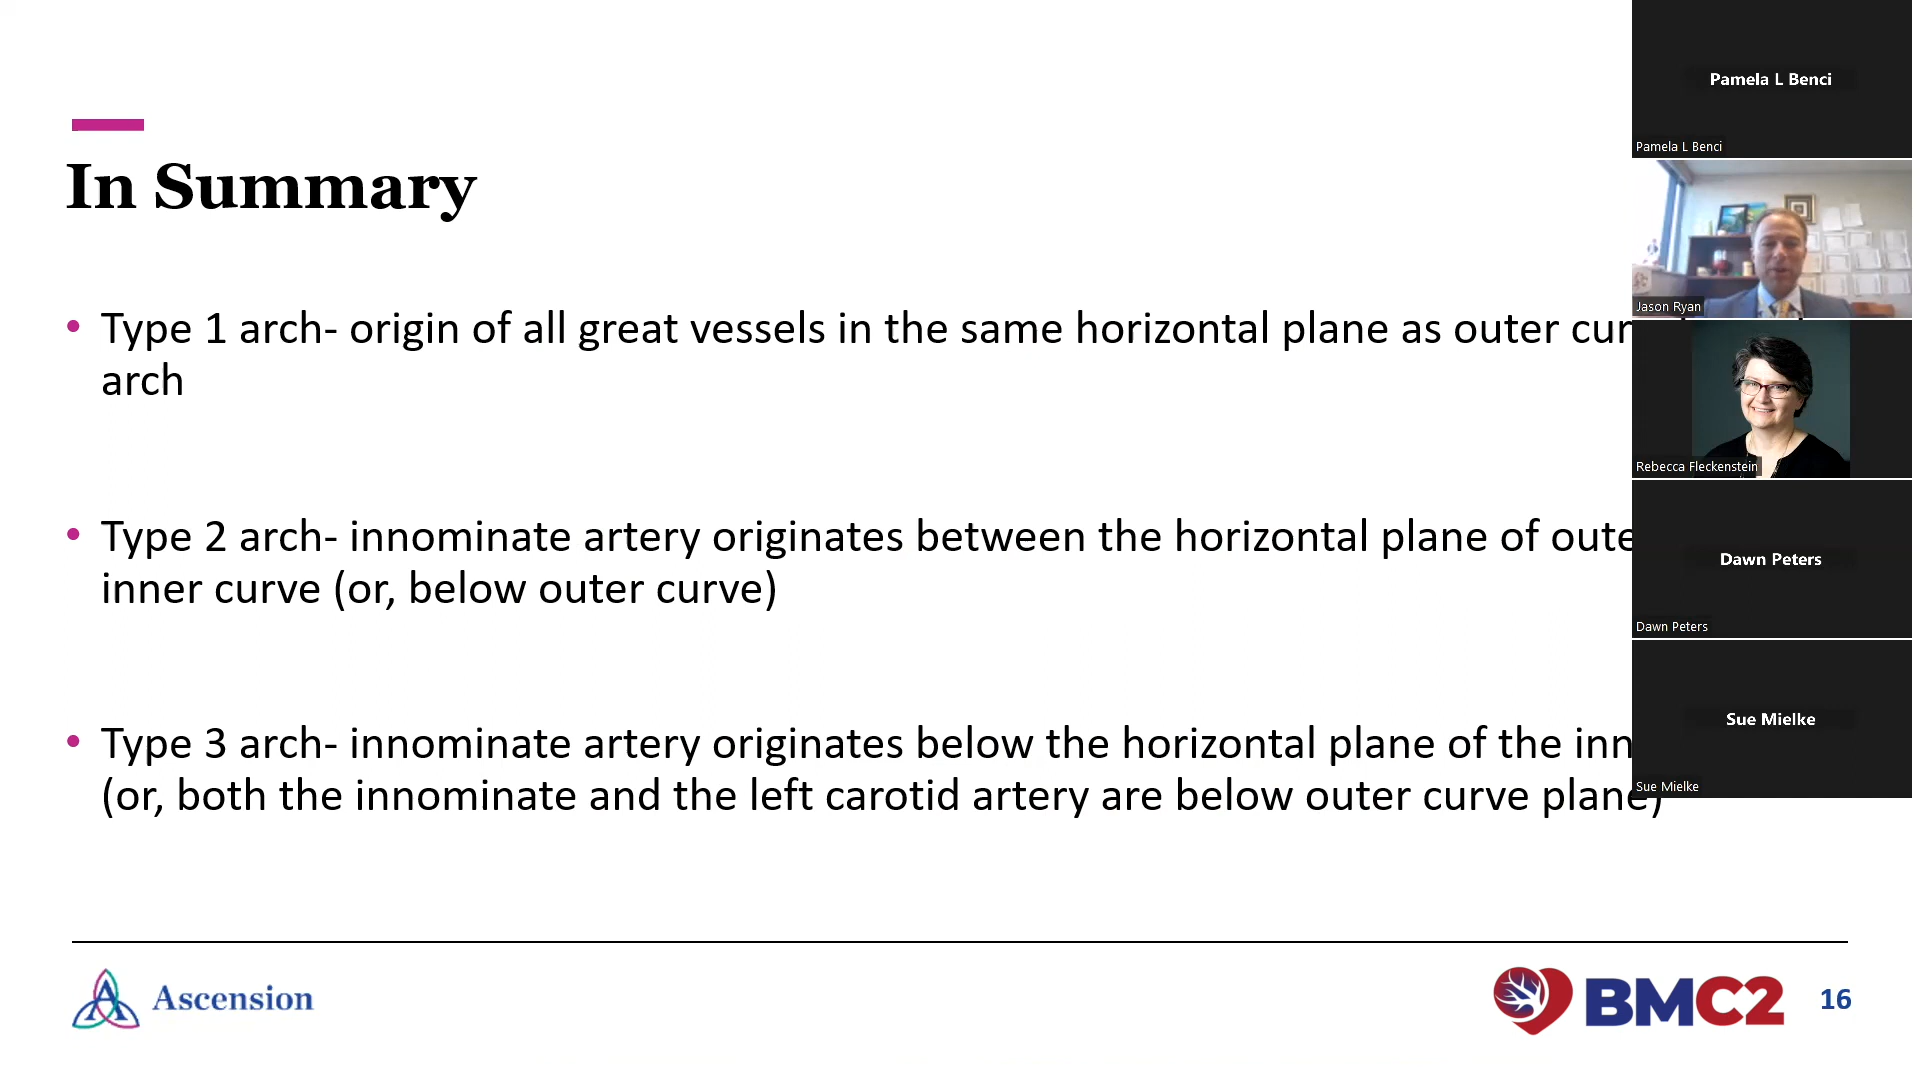 In Summary
• Type 1 arch- origin of all great vessels in the same horizontal plane as outer
arch
• Type 2 arch- innominate artery originates between the horizontal plane of
inner curve (or, below outer curve)
• Type 3 arch- innominate artery originates below the horizontal plane of the
(or, both the innominate and the left carotid artery are below outer curve plane)
Ascension
BMC2
16
Pamela L Benci
Pamela L Benci
Jason Ryan
Rebecca Fleckenstein
Dawn Peters
Dawn Peters
Sue Mielke
Sue Mielke